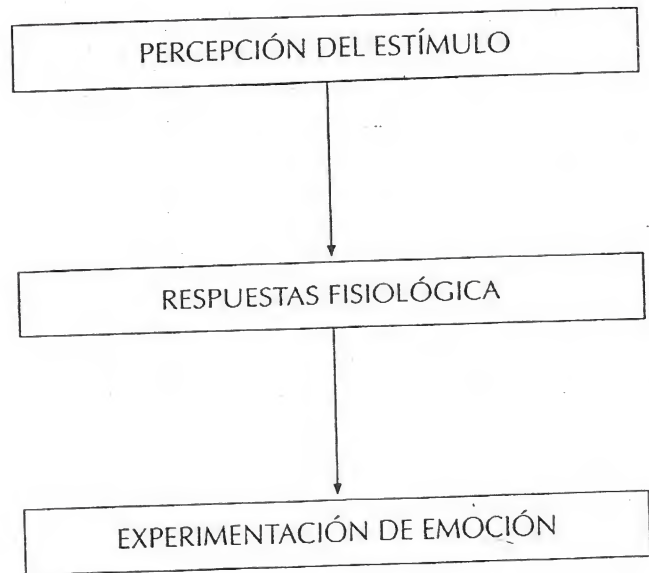 PERCEPCIÓN DEL ESTÍMULO
RESPUESTAS FISIOLÓGICA
EXPERIMENTACIÓN DE EMOCIÓN